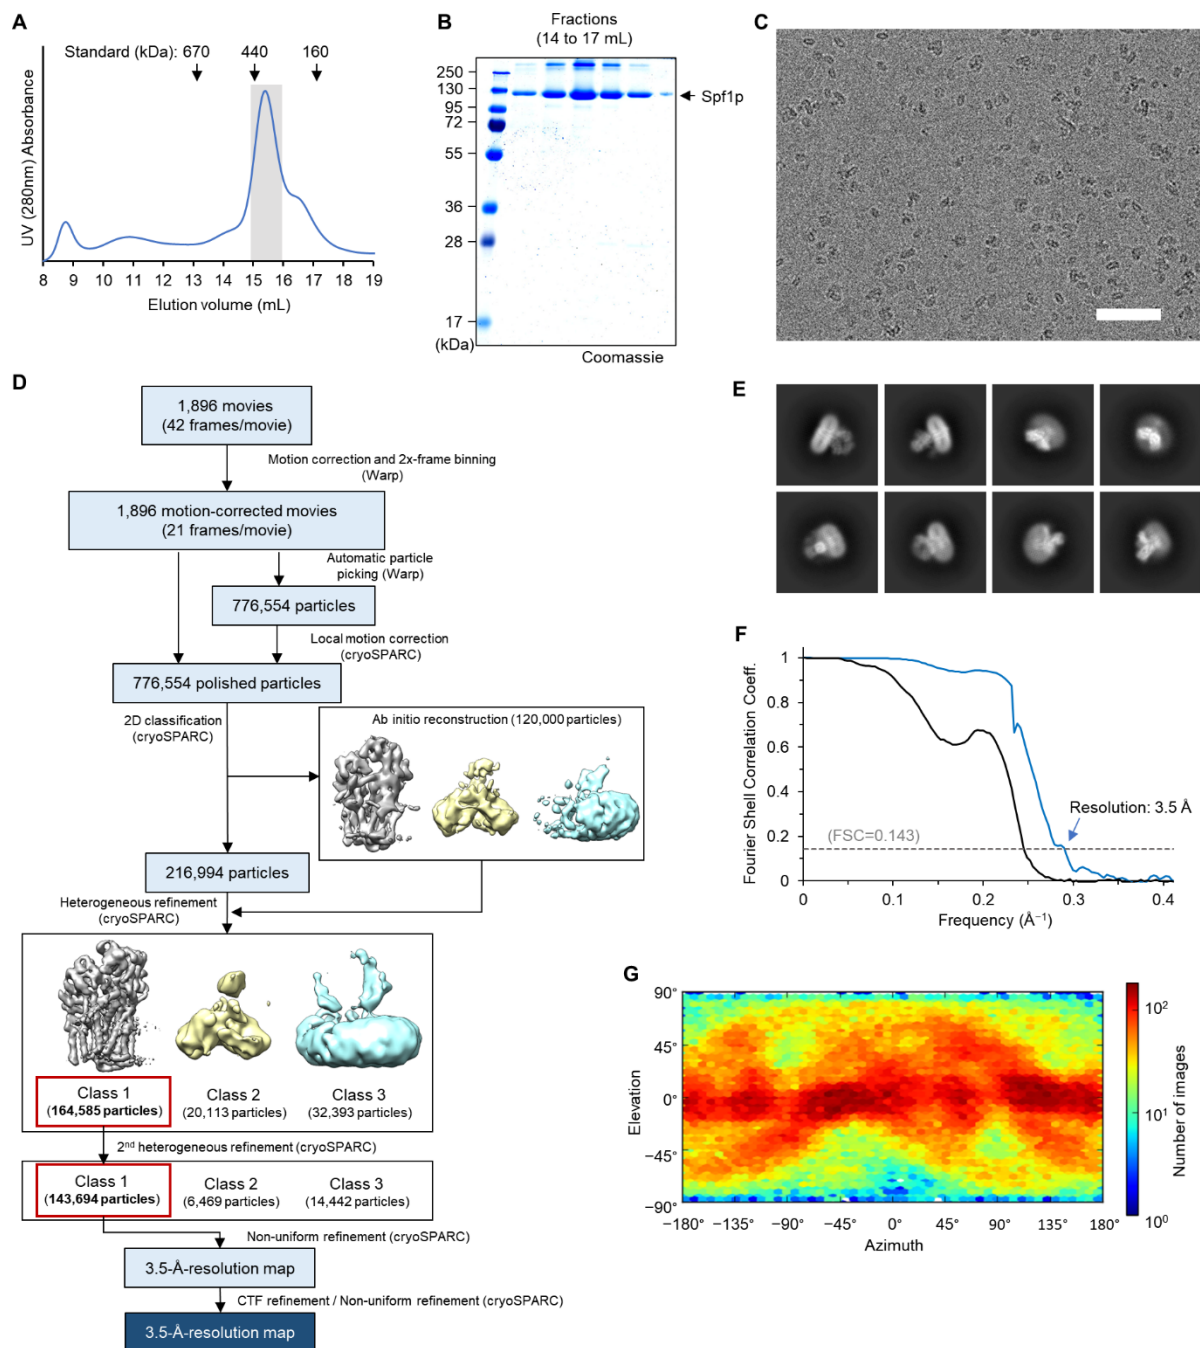 A
Standard (kDa): 670 440 160
UV (280nm) Absorbance
8 9 10 11 12 13 14 15 16 17 18 19
Elution volume (mL)
B
Fractions
(14 to 17 mL)
250
130
95
72
55
36
28
17
(kDa)
Spf1p
Coomassie
C
D
1,896 movies
(42 frames/movie)
Motion correction and 2x-frame binning
(Warp)
1,896 motion-corrected movies
(21 frames/movie)
Automatic particle
picking (Warp)
776,554 particles
Local motion correction
(cryoSPARC)
776,554 polished particles
2D classification
(cryoSPARC)
Ab initio reconstruction (120,000 particles)
216,994 particles
Heterogeneous refinement
(cryoSPARC)
Class 1
(164,585 particles)
Class 2
(20,113 particles)
Class 3
(32,393 particles)
2nd heterogeneous refinement (cryoSPARC)
Class 1
(143,694 particles)
Class 2
(6,469 particles)
Class 3
(14,442 particles)
Non-uniform refinement (cryoSPARC)
3.5-Å-resolution map
CTF refinement / Non-uniform refinement (cryoSPARC)
3.5-Å-resolution map
E
F
Fourier Shell Correlation Coeff.
1
0.8
0.6
0.4
0.2
0
(FSC=0.143)
Resolution: 3.5 Å
0 0.1 0.2 0.3 0.4
Frequency (Å⁻¹)
G
Elevation
90°
45°
0°
−45°
−90°
−180° −135° −90° −45° 0° 45° 90° 135° 180°
Azimuth
10²
10¹
10⁰
Number of images